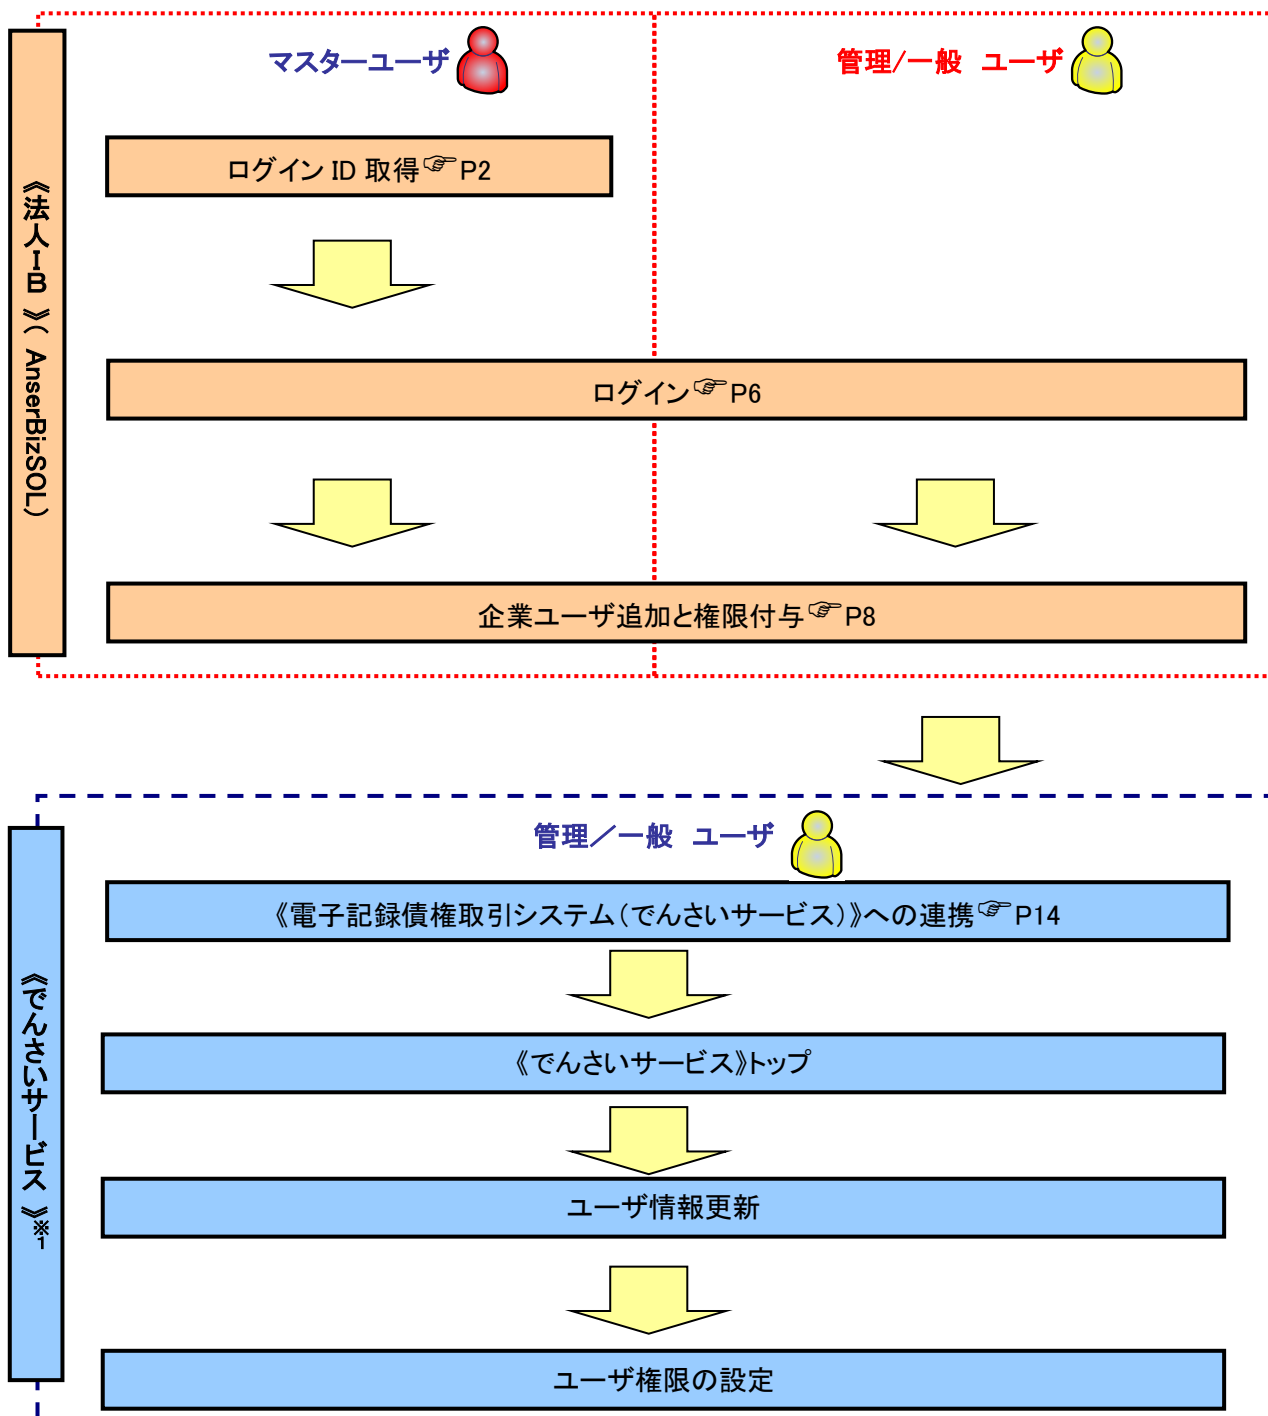 マスターユーザ
管理/一般 ユーザ
《法人IB》(AnserBizSOL)
ログイン ID 取得☞P2
ログイン☞P6
企業ユーザ追加と権限付与☞P8
管理／一般 ユーザ
《でんさいサービス》※1
《電子記録債権取引システム(でんさいサービス)》への連携☞P14
《でんさいサービス》トップ
ユーザ情報更新
ユーザ権限の設定